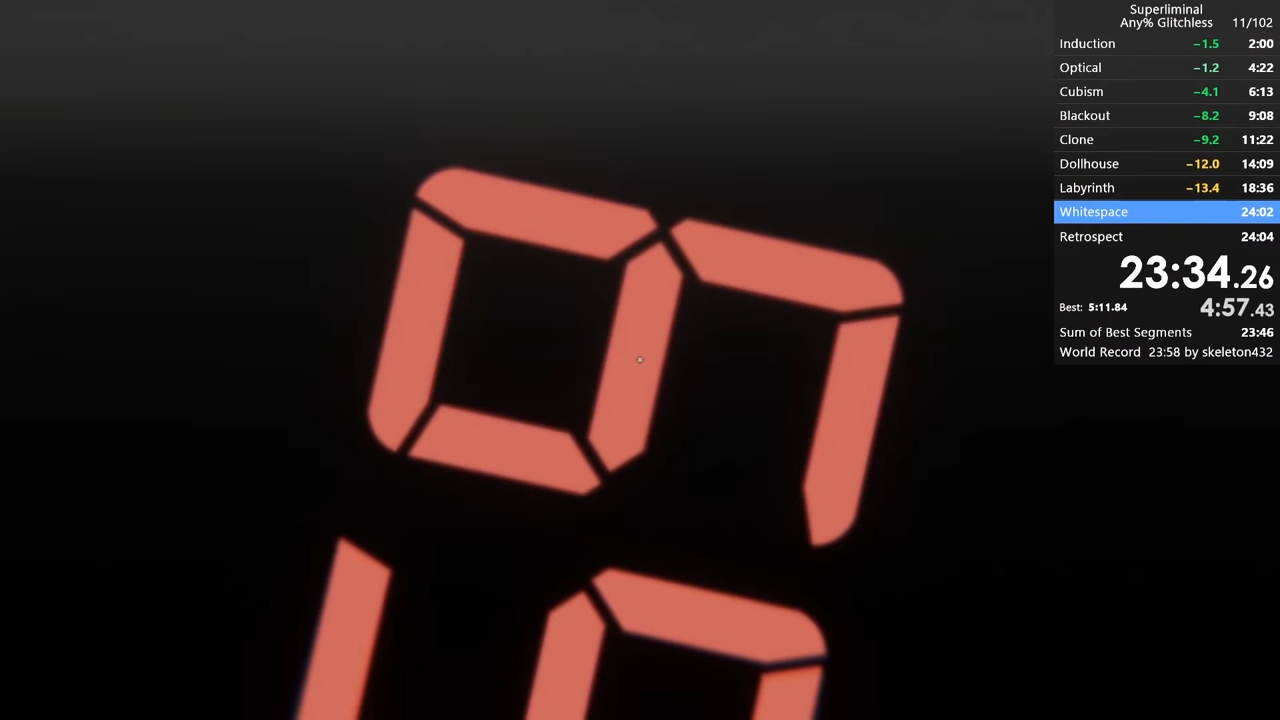 Superliminal
Any% Glitchless 11/102
Induction −1.5 2:00
Optical −1.2 4:22
Cubism −4.1 6:13
Blackout −8.2 9:08
Clone −9.2 11:22
Dollhouse −12.0 14:09
Labyrinth −13.4 18:36
Whitespace 24:02
Retrospect 24:04
23:34.26
Best: 5:11.84 4:57.43
Sum of Best Segments 23:46
World Record 23:58 by skeleton432